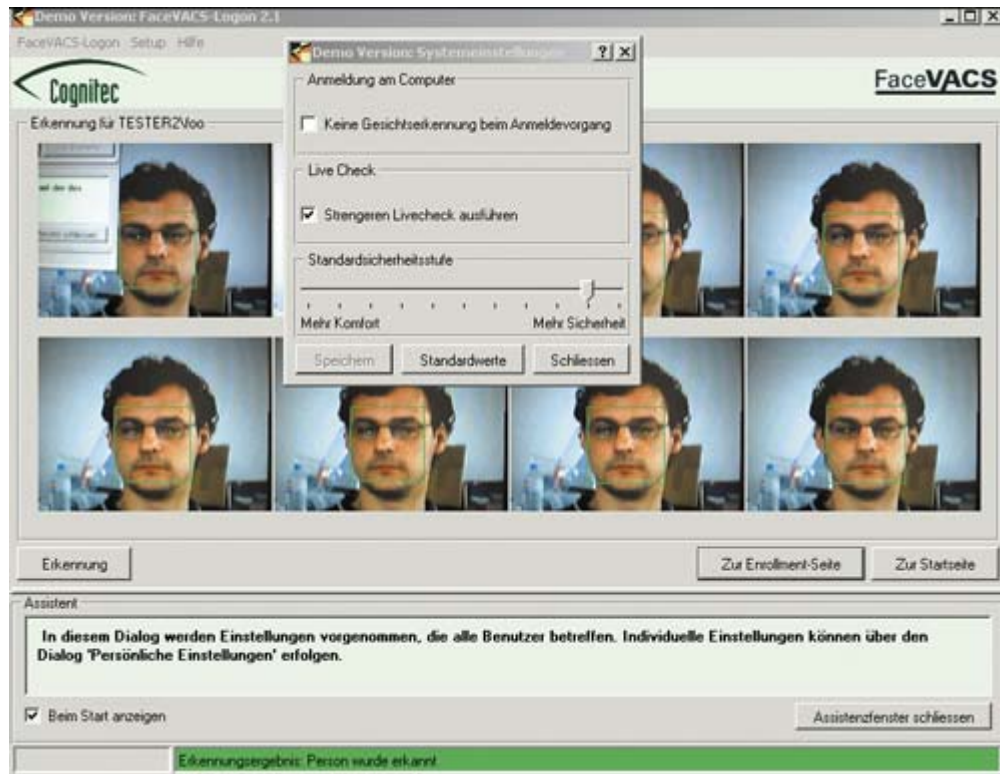 Demo Version: FaceVACS-Logon 2.1
FaceVACS-Logon Setup Hilfe
Cognitec
FaceVACS
Demo Version: Systemeinstellungen
Anmeldung am Computer
Keine Gesichtserkennung beim Anmeldevorgang
Live Check
Strengeren Livecheck ausführen
Standardsicherheitsstufe
Mehr Komfort Mehr Sicherheit
Speichern Standardwerte Schliessen
Erkennung für TESTER2Voo
Erkennung Zur Enrollment-Seite Zur Startseite
Assistent
In diesem Dialog werden Einstellungen vorgenommen, die alle Benutzer betreffen. Individuelle Einstellungen können über den
Dialog 'Persönliche Einstellungen' erfolgen.
Beim Start anzeigen Assistenzfenster schliessen
Erkennungsergebnis: Person wurde erkannt